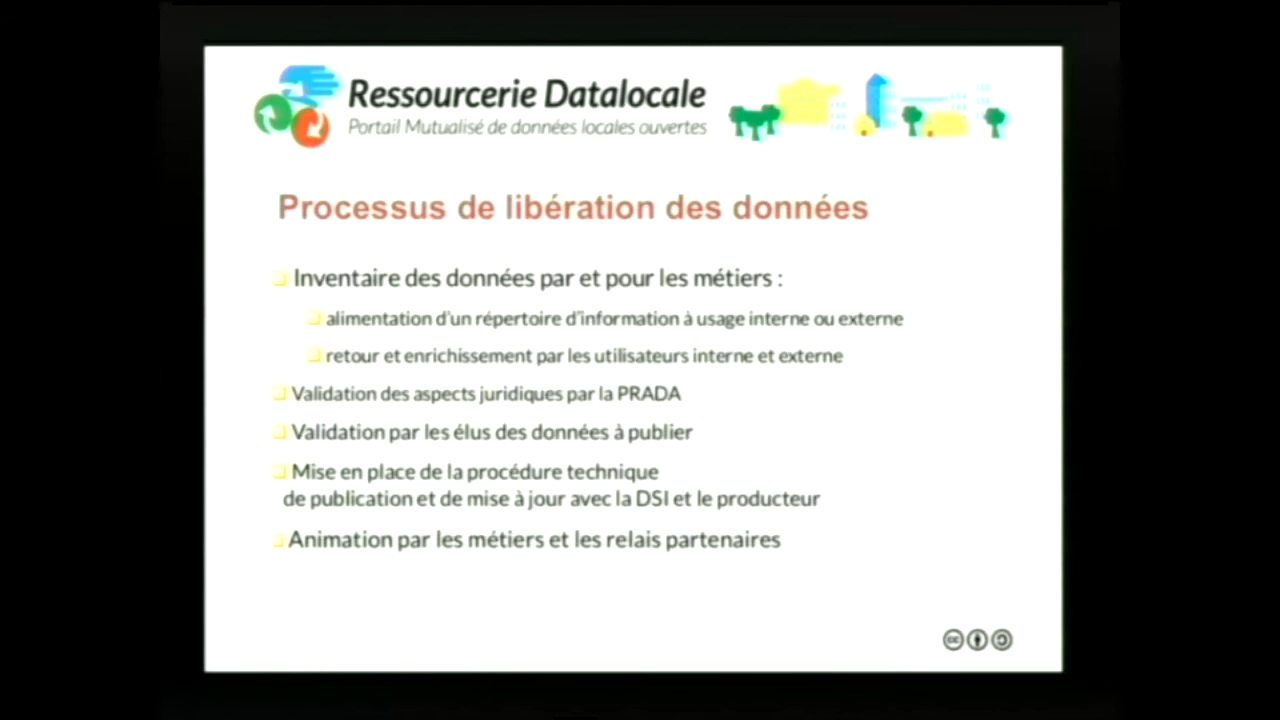 Ressourcerie Datalocale
Portail Mutualisé de données locales ouvertes
Processus de libération des données
Inventaire des données par et pour les métiers :
alimentation d'un répertoire d'information à usage interne ou externe
retour et enrichissement par les utilisateurs interne et externe
Validation des aspects juridiques par la PRADA
Validation par les élus des données à publier
Mise en place de la procédure technique
de publication et de mise à jour avec la DSI et le producteur
Animation par les métiers et les relais partenaires
cc